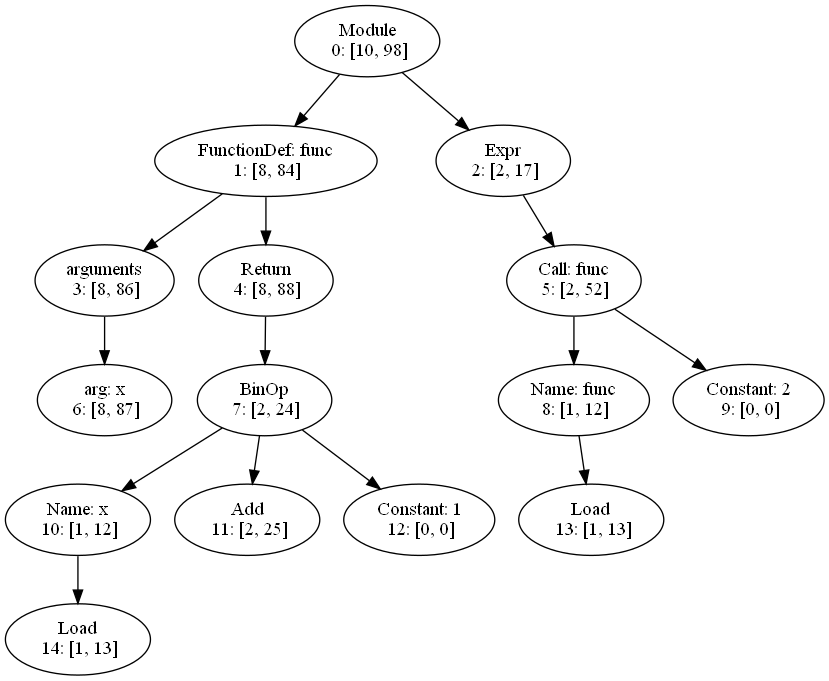 Module
0: [10, 98]
FunctionDef: func
1: [8, 84]
Expr
2: [2, 17]
arguments
3: [8, 86]
Return
4: [8, 88]
Call: func
5: [2, 52]
arg: x
6: [8, 87]
BinOp
7: [2, 24]
Name: func
8: [1, 12]
Constant: 2
9: [0, 0]
Name: x
10: [1, 12]
Add
11: [2, 25]
Constant: 1
12: [0, 0]
Load
13: [1, 13]
Load
14: [1, 13]